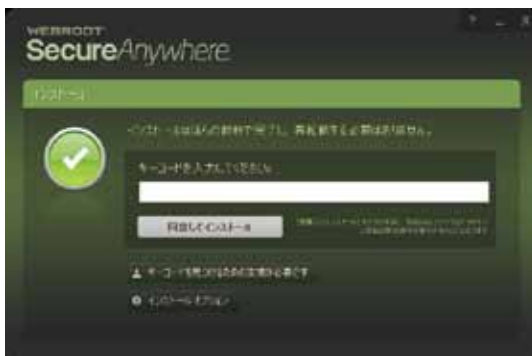 WEBROOT
SecureAnywhere
インストール
インストールはほんの数秒で完了し、再起動する必要はありません。
キーコードを入力してください:
同意してインストール
キーコードを見つけるための支援が必要です
インストール オプション